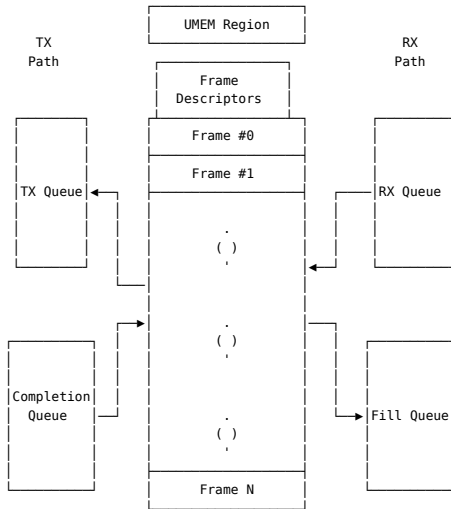 UMEM Region
TX
Path
RX
Path
Frame
Descriptors
Frame #0
Frame #1
TX Queue
RX Queue
.
( )
'
.
( )
'
Completion
Queue
Fill Queue
.
( )
'
Frame N